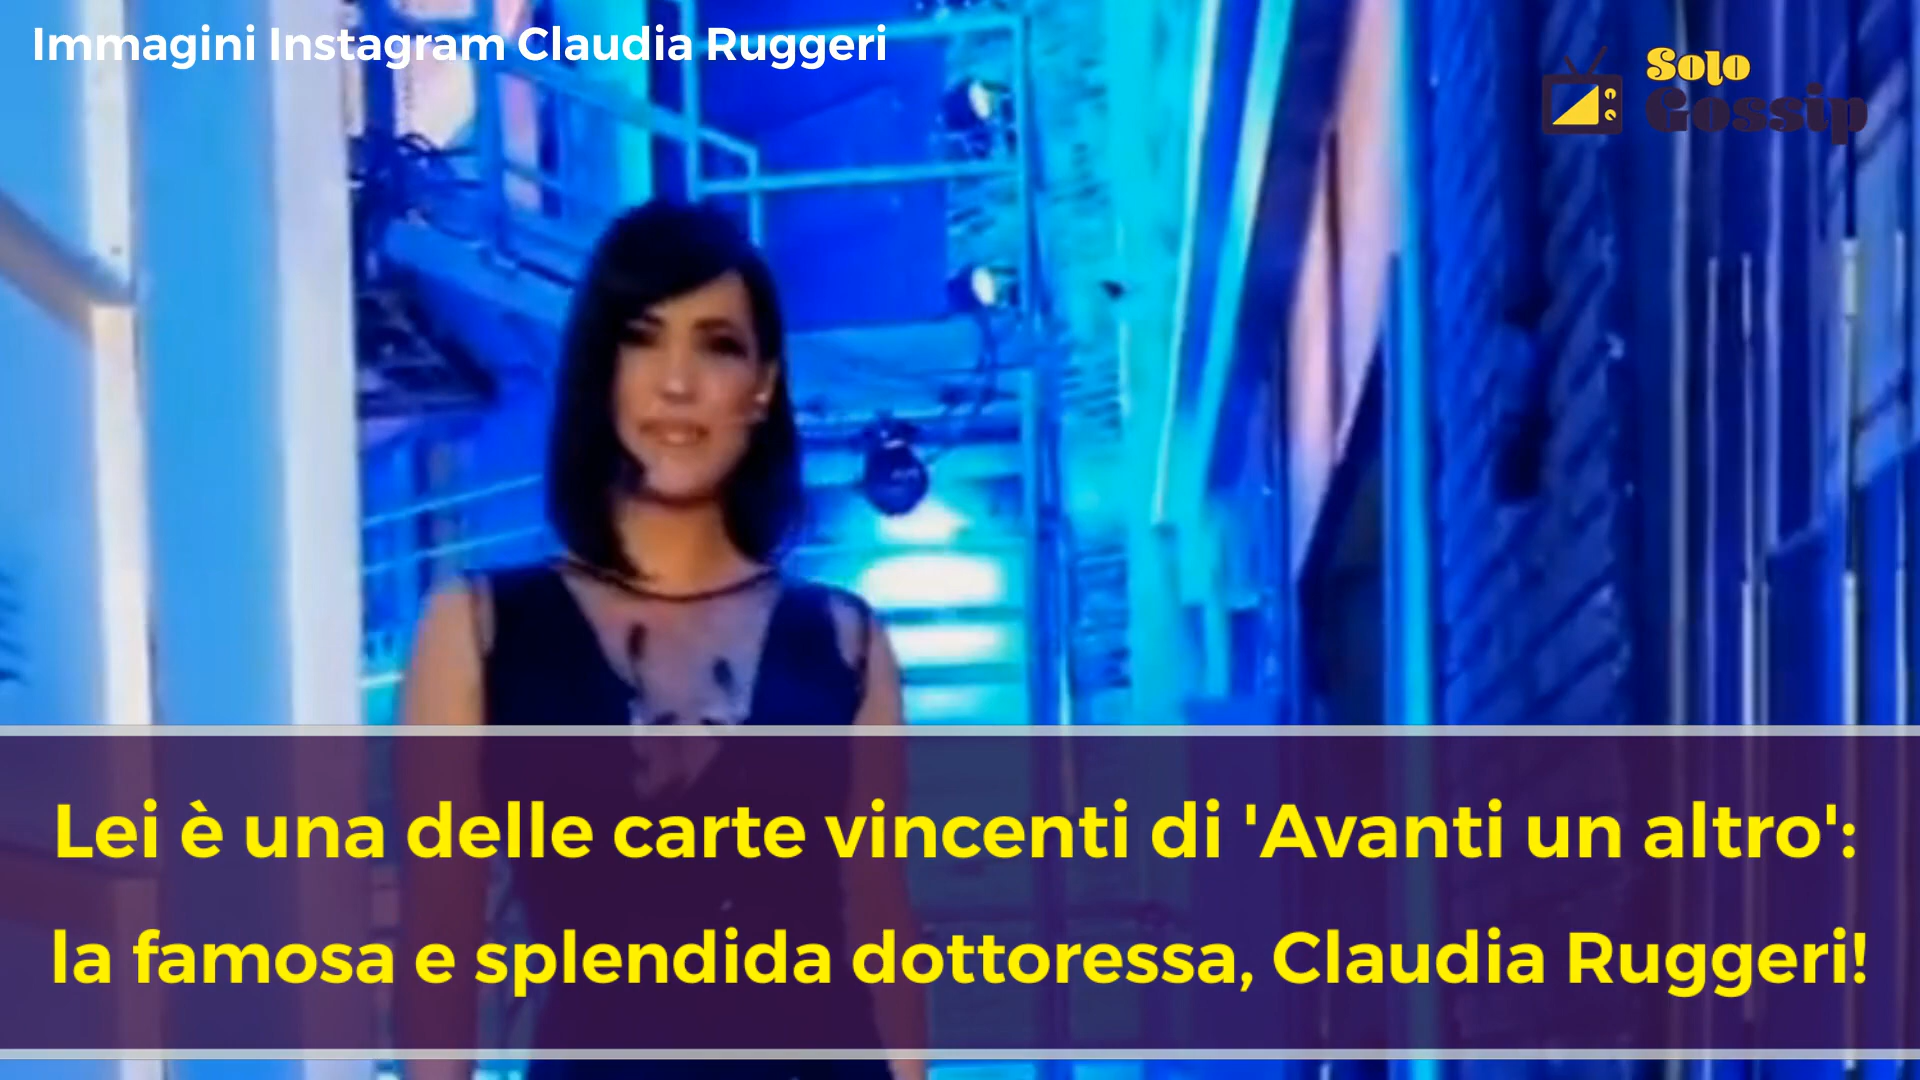 Immagini Instagram Claudia Ruggeri
Solo
Gossip
Lei è una delle carte vincenti di 'Avanti un altro':
la famosa e splendida dottoressa, Claudia Ruggeri!